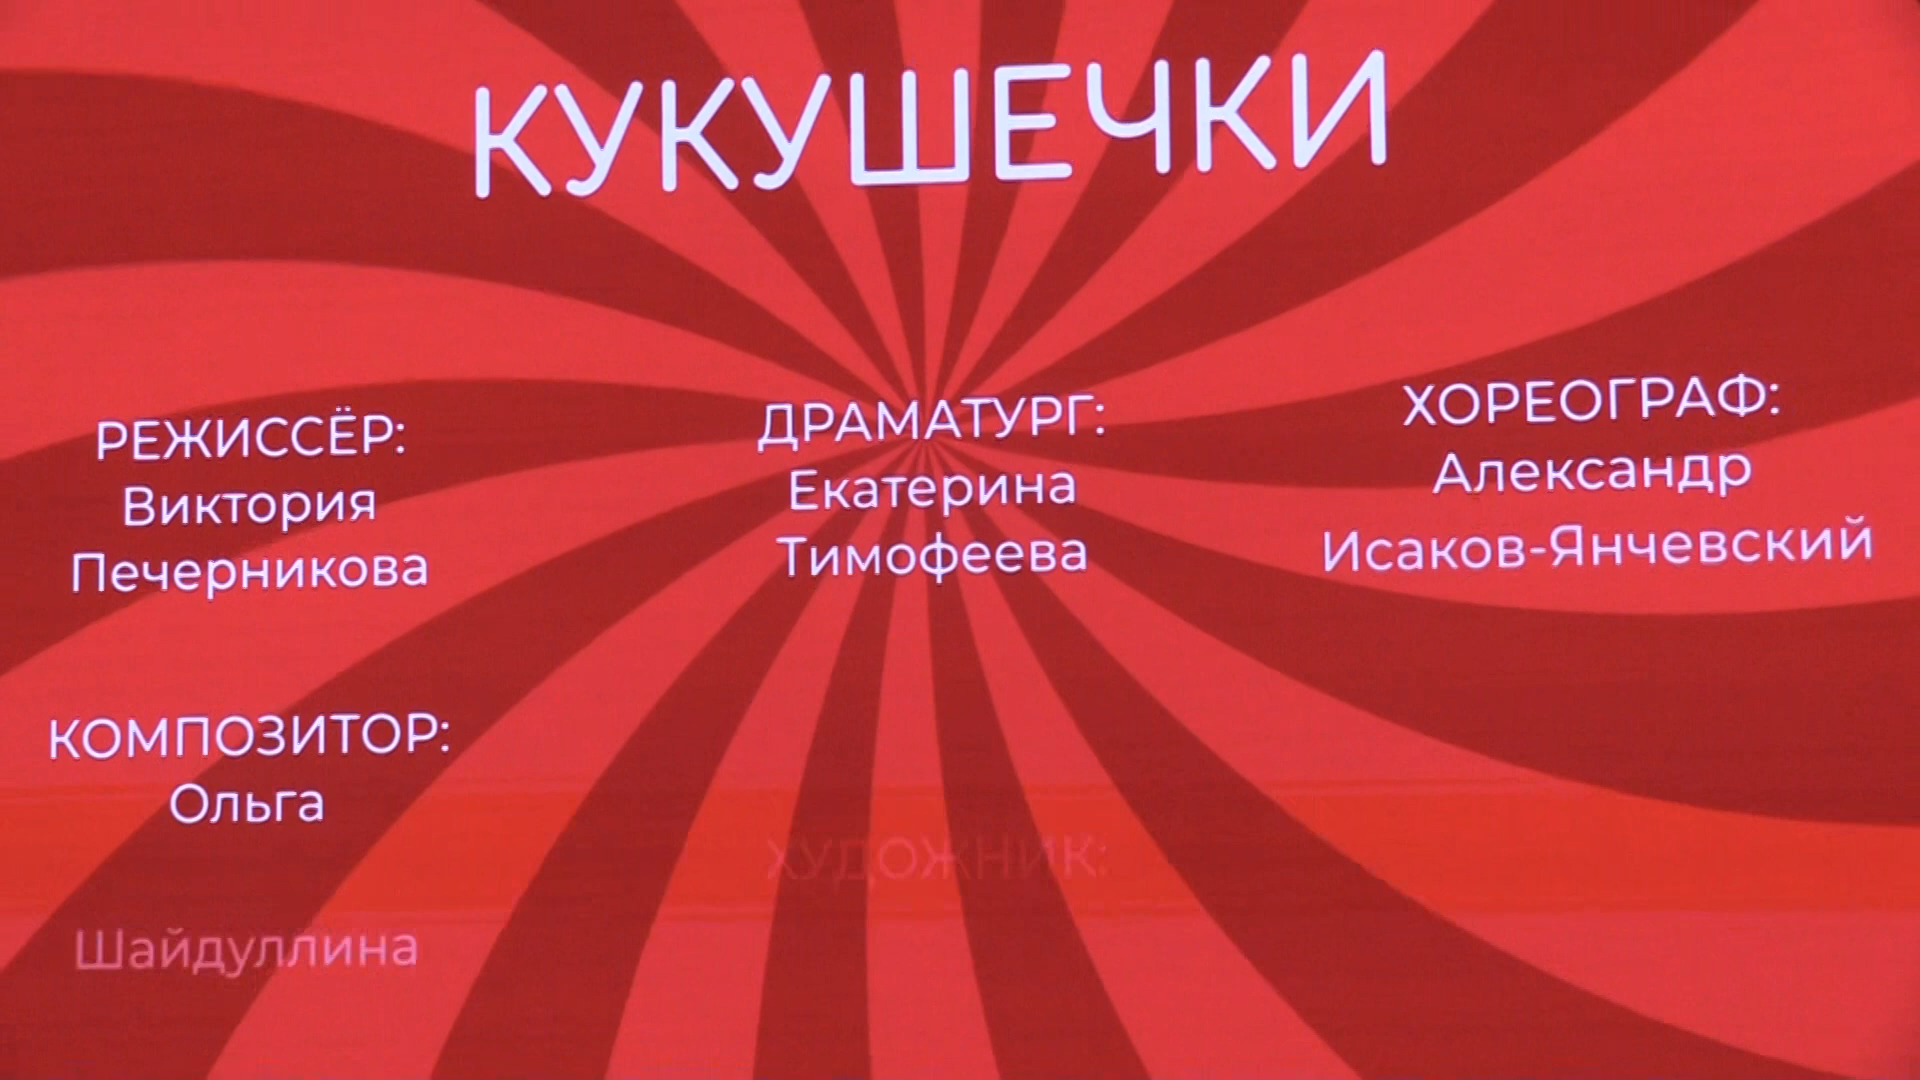 КУКУШЕЧКИ
РЕЖИССЁР:
Виктория
Печерникова
ДРАМАТУРГ:
Екатерина
Тимофеева
ХОРЕОГРАФ:
Александр
Исаков-Янчевский
КОМПОЗИТОР:
Ольга
Шайдуллина
ХУДОЖНИК: